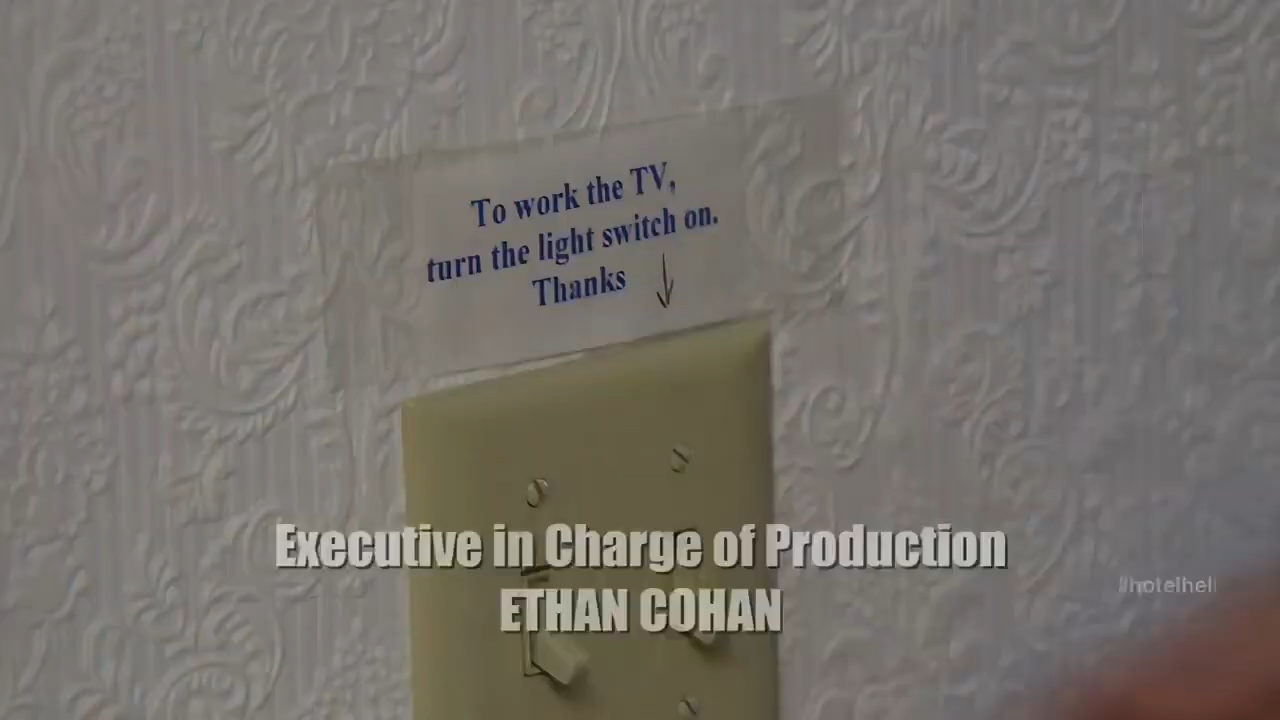 To work the TV,
turn the light switch on.
Thanks
Executive in Charge of Production
ETHAN COHAN
#hotelhell